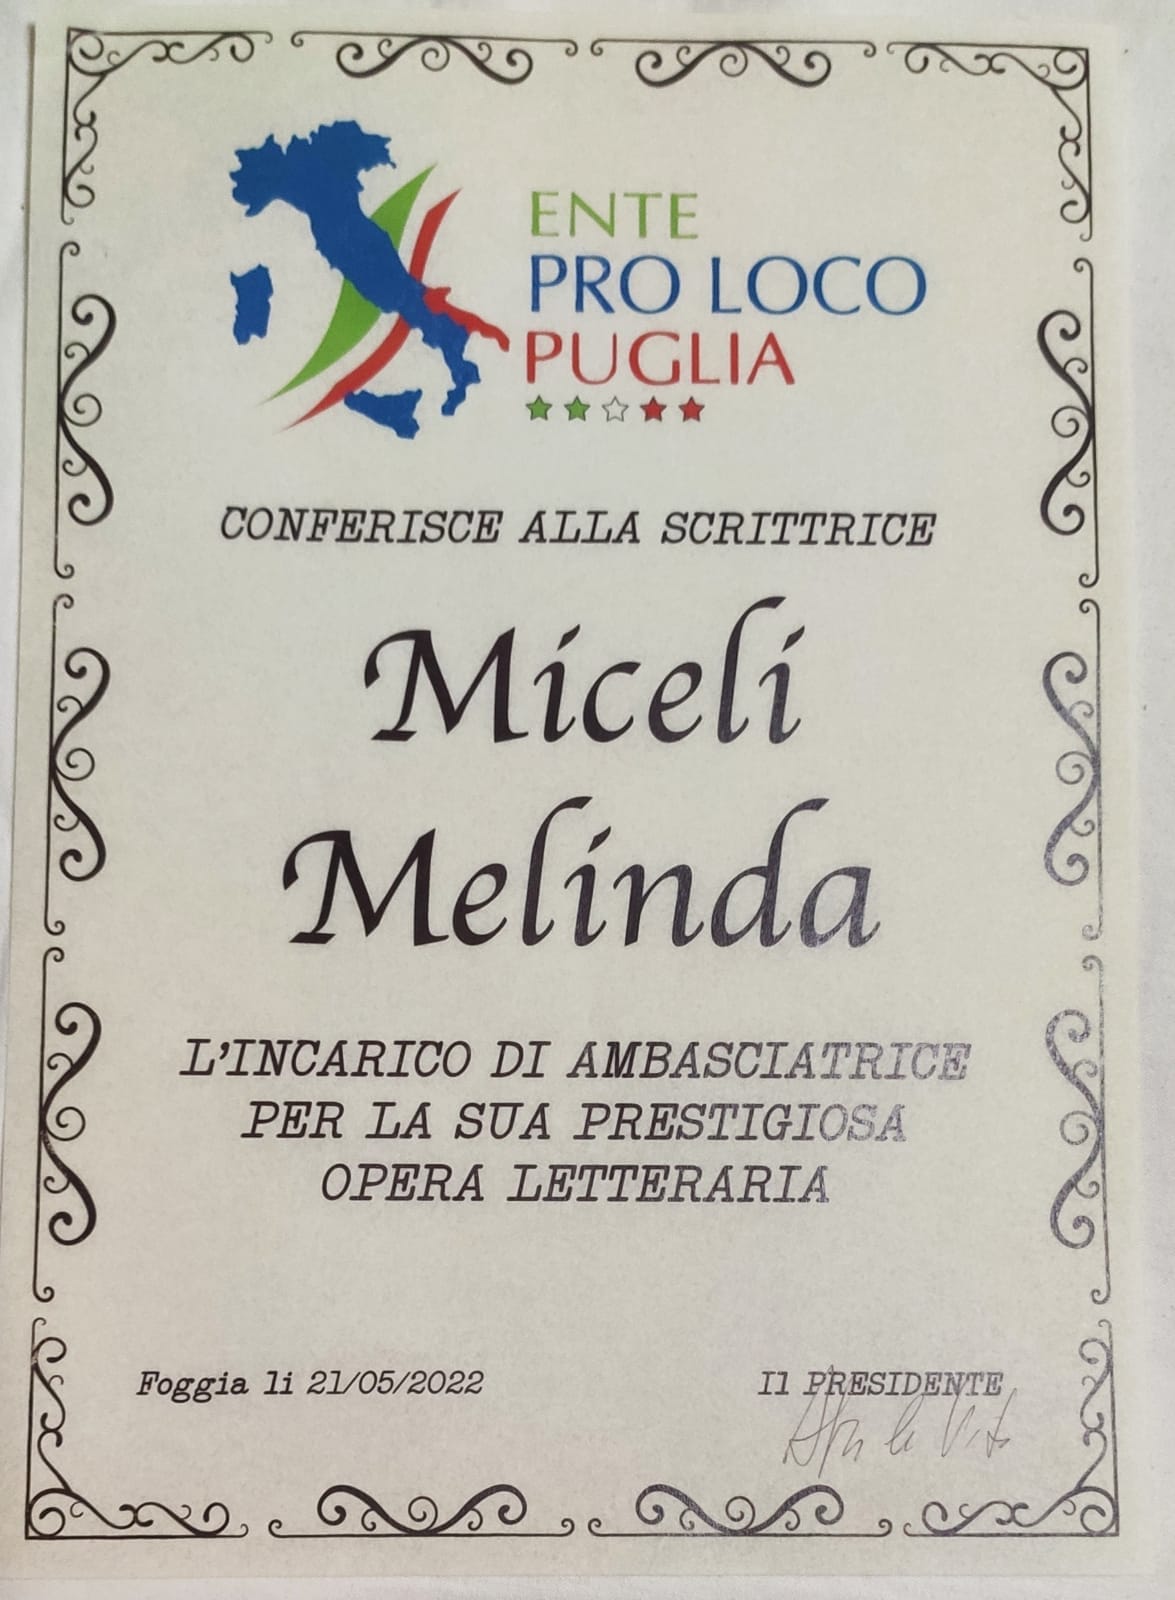 ENTE
PRO LOCO
PUGLIA
CONFERISCE ALLA SCRITTRICE
Miceli
Melinda
L'INCARICO DI AMBASCIATRICE
PER LA SUA PRESTIGIOSA
OPERA LETTERARIA
Foggia li 21/05/2022
Il PRESIDENTE